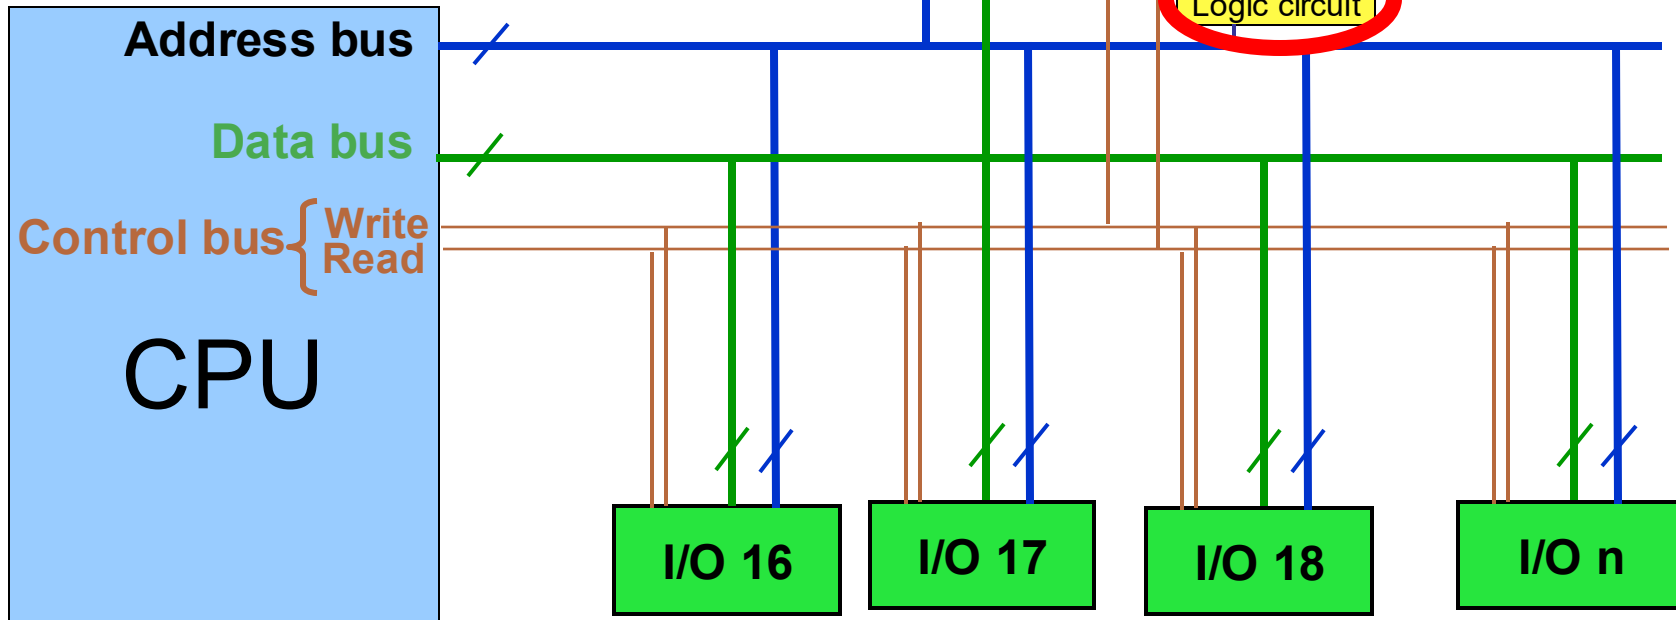 Logic circuit
Address bus
Data bus
Control bus
Write
Read
CPU
I/O 16
I/O 17
I/O 18
I/O n